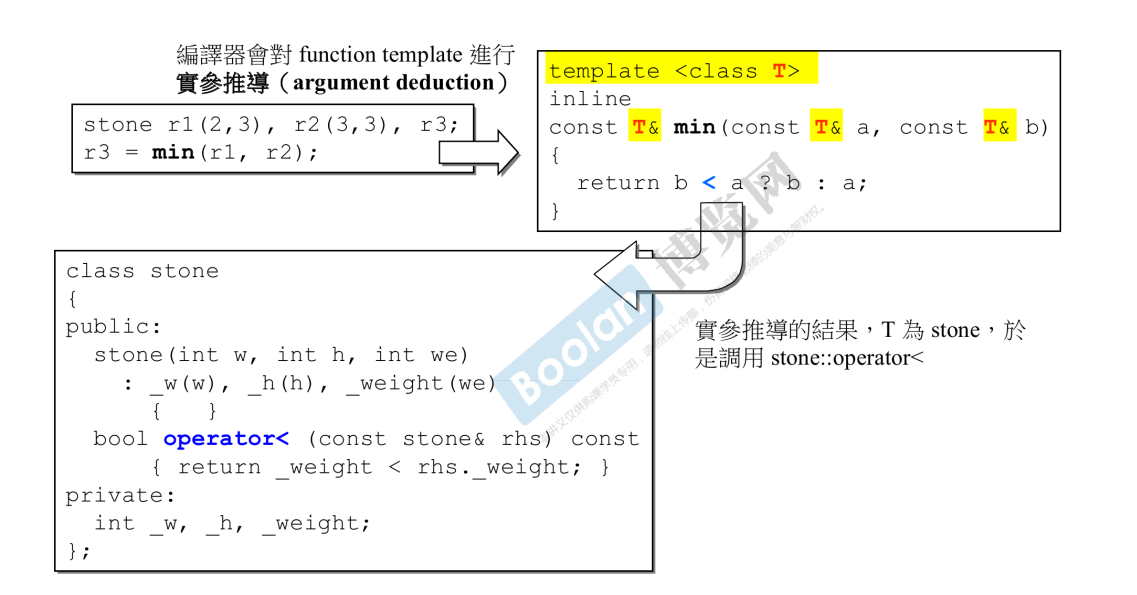 編譯器會對 function template 進行
實參推導（argument deduction）
stone r1(2,3), r2(3,3), r3;
r3 = min(r1, r2);
template <class T>
inline
const T& min(const T& a, const T& b)
{
  return b < a ? b : a;
}
class stone
{
public:
  stone(int w, int h, int we)
    : _w(w), _h(h), _weight(we)
      {   }
  bool operator< (const stone& rhs) const
      { return _weight < rhs._weight; }
private:
  int _w, _h, _weight;
};
實參推導的結果，T 為 stone，於
是調用 stone::operator<
Boolan 博览网